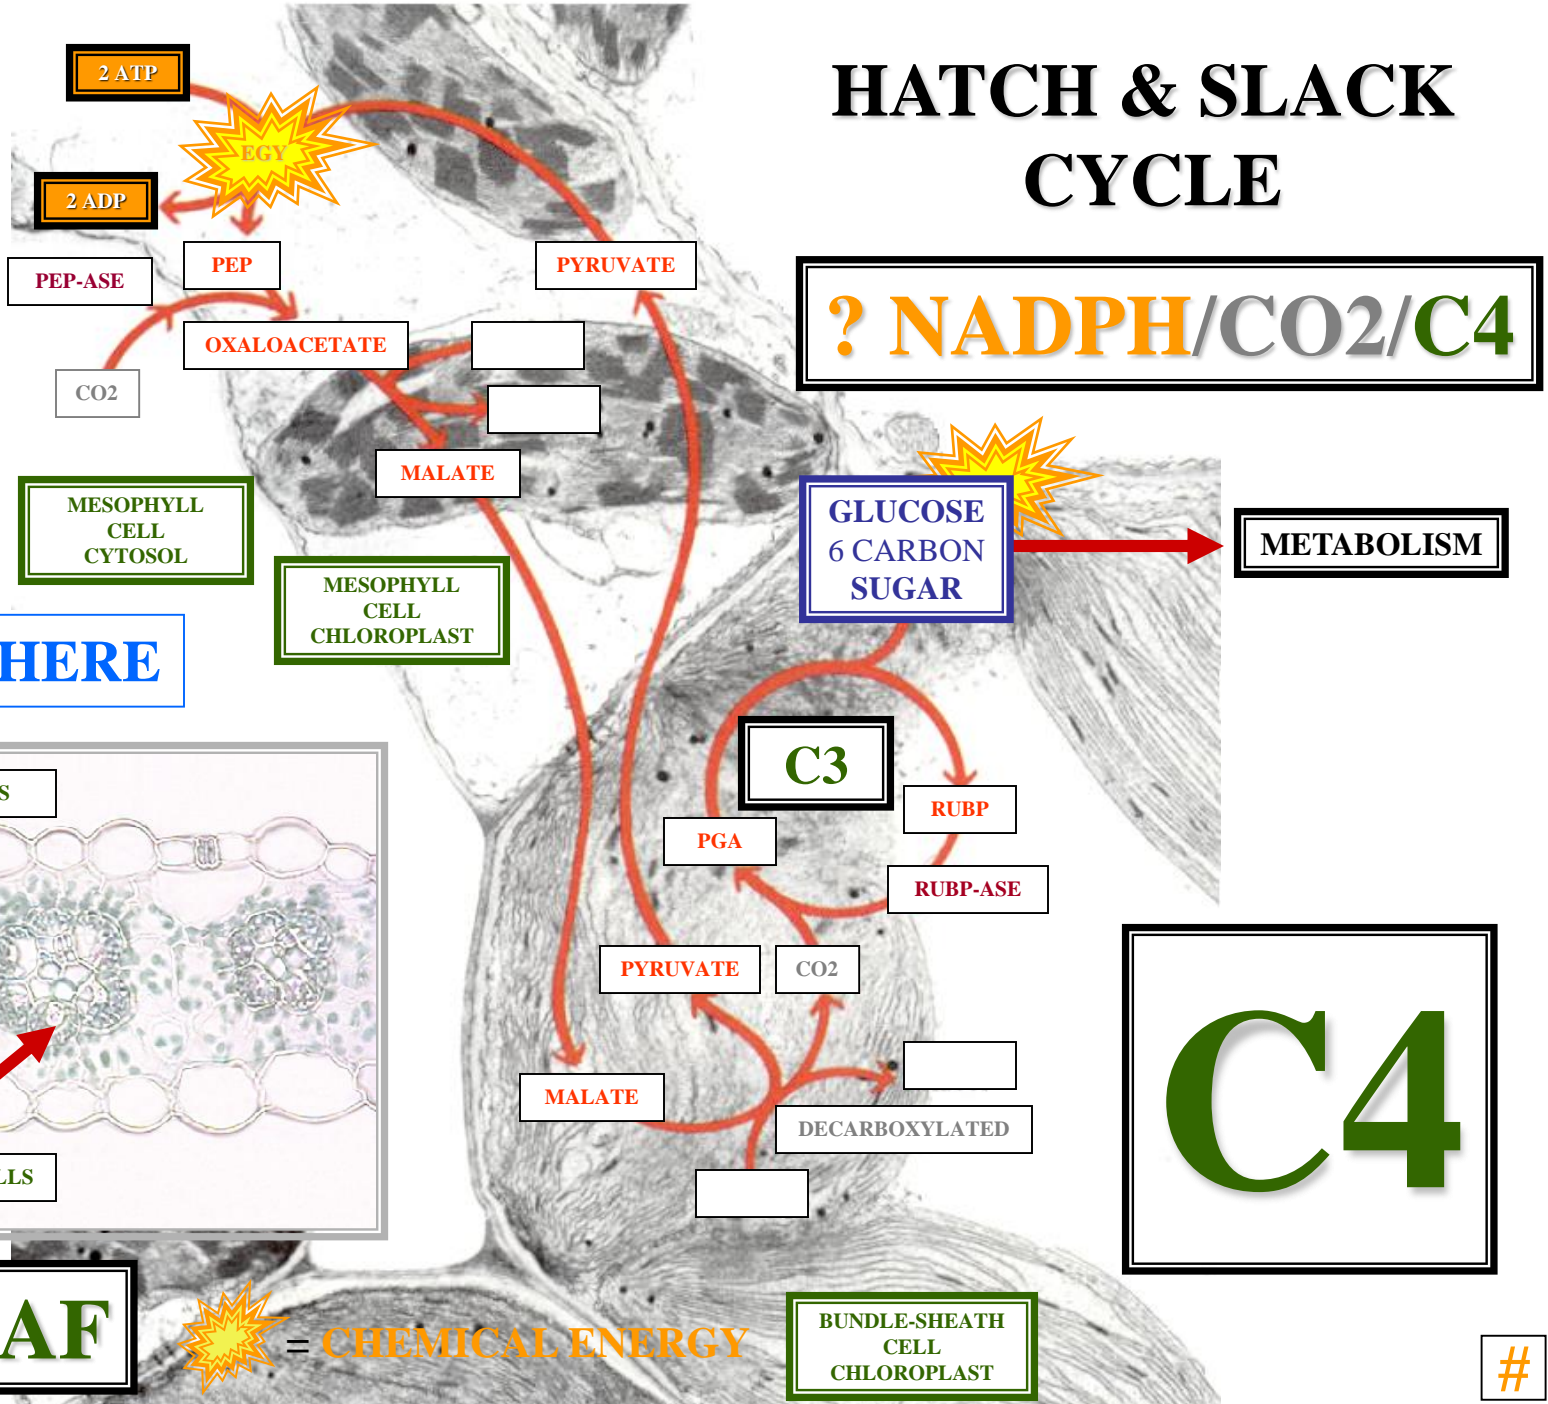 HATCH & SLACK
CYCLE
2 ATP
EGY
2 ADP
PEP-ASE
PEP
PYRUVATE
OXALOACETATE
CO2
MALATE
? NADPH/CO2/C4
MESOPHYLL
CELL
CYTOSOL
MESOPHYLL
CELL
CHLOROPLAST
GLUCOSE
6 CARBON
SUGAR
METABOLISM
HERE
C3
S
RUBP
PGA
RUBP-ASE
PYRUVATE
CO2
MALATE
DECARBOXYLATED
LLS
C4
AF
= CHEMICAL ENERGY
BUNDLE-SHEATH
CELL
CHLOROPLAST
#